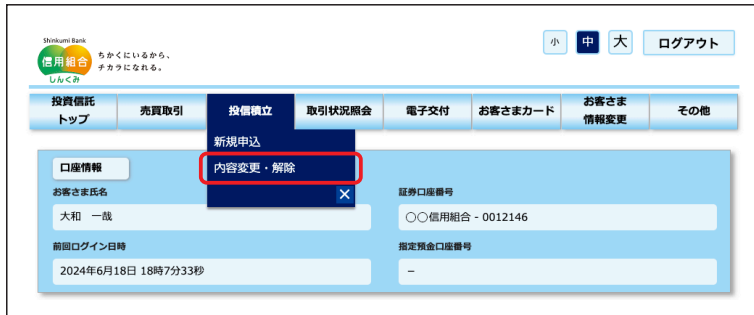 Shinkumi Bank
信用組合
しんくみ
ちかくにいるから、
チカラになれる。
小 中 大 ログアウト
投資信託
トップ
売買取引
投信積立
取引状況照会
電子交付
お客さまカード
お客さま
情報変更
その他
新規申込
内容変更・解除
×
口座情報
お客さま氏名
大和 一哉
証券口座番号
○○信用組合 - 0012146
前回ログイン日時
2024年6月18日 18時7分33秒
指定預金口座番号
−